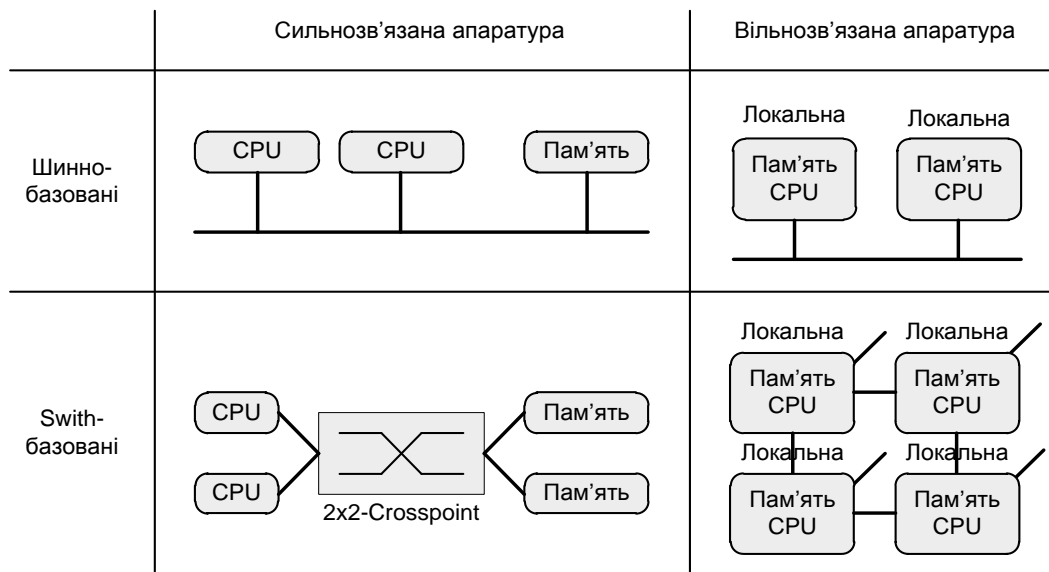 Сильнозв’язана апаратура
Вільнозв’язана апаратура
Шинно-
базовані
CPU
CPU
Пам’ять
Локальна
Локальна
Пам’ять
CPU
Пам’ять
CPU
Swith-
базовані
CPU
CPU
2x2-Crosspoint
Пам’ять
Пам’ять
Локальна
Локальна
Пам’ять
CPU
Пам’ять
CPU
Локальна
Локальна
Пам’ять
CPU
Пам’ять
CPU